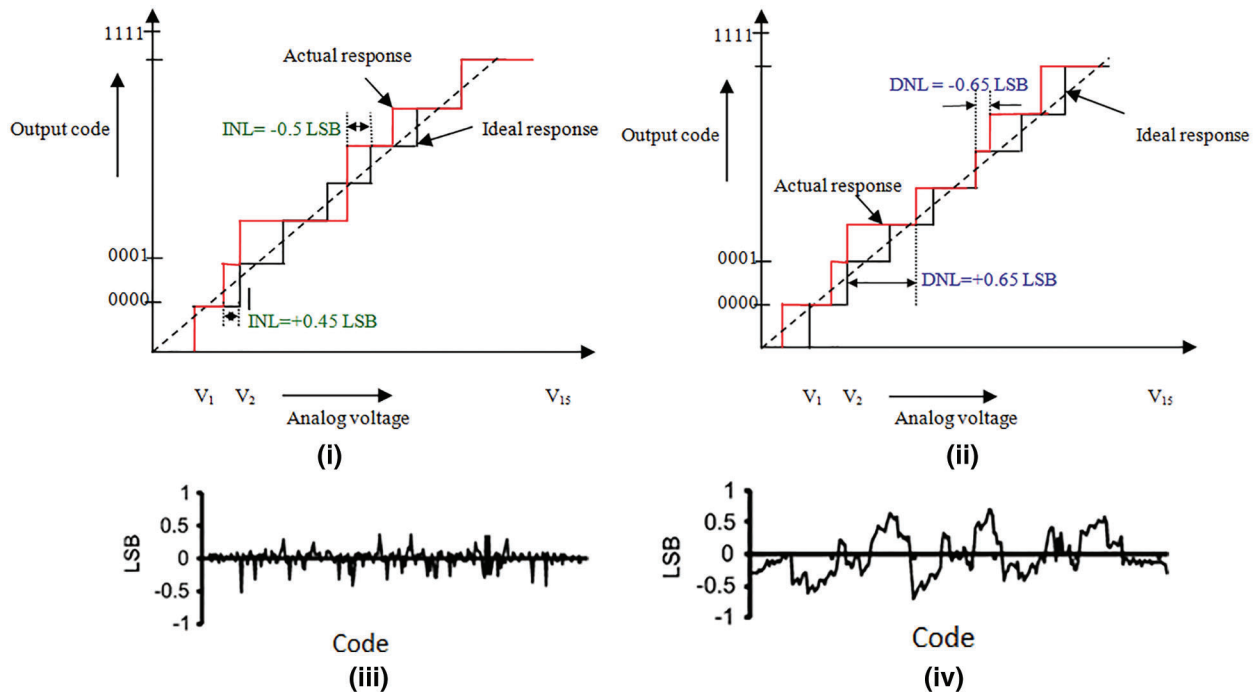 1111
Actual response
Output code
INL= -0.5 LSB
Ideal response
0001
0000
INL=+0.45 LSB
V₁ V₂ V₁₅
Analog voltage
(i)
1111
DNL = -0.65 LSB
Output code
Ideal response
Actual response
0001
DNL=+0.65 LSB
0000
V₁ V₂ V₁₅
Analog voltage
(ii)
1
0.5
0
-0.5
-1
LSB
Code
(iii)
1
0.5
0
-0.5
-1
LSB
Code
(iv)